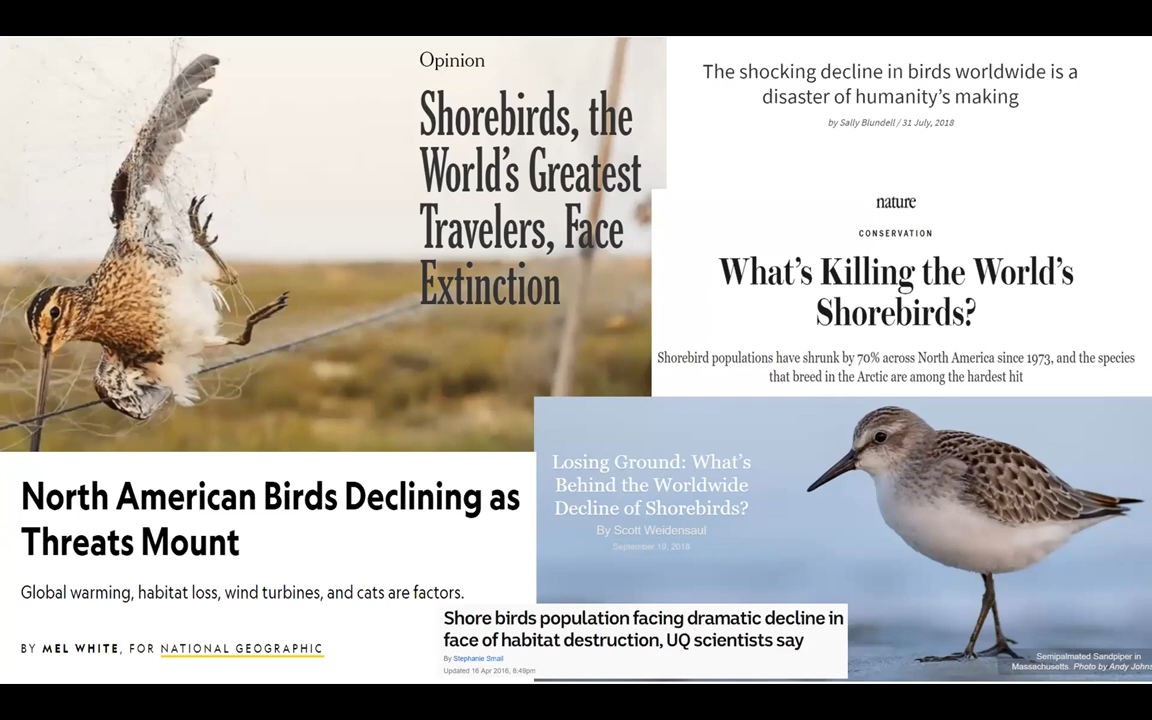 Opinion
Shorebirds, the
World’s Greatest
Travelers, Face
Extinction
The shocking decline in birds worldwide is a
disaster of humanity’s making
by Sally Blundell / 31 July, 2018
nature
CONSERVATION
What’s Killing the World’s
Shorebirds?
Shorebird populations have shrunk by 70% across North America since 1973, and the species
that breed in the Arctic are among the hardest hit
North American Birds Declining as
Threats Mount
Global warming, habitat loss, wind turbines, and cats are factors.
BY MEL WHITE, FOR NATIONAL GEOGRAPHIC
Losing Ground: What’s
Behind the Worldwide
Decline of Shorebirds?
By Scott Weidensaul
September 19, 2018
Shore birds population facing dramatic decline in
face of habitat destruction, UQ scientists say
By Stephanie Small
Updated 16 Apr 2016, 8:49pm
Semipalmated Sandpiper in
Massachusetts. Photo by Andy Johns